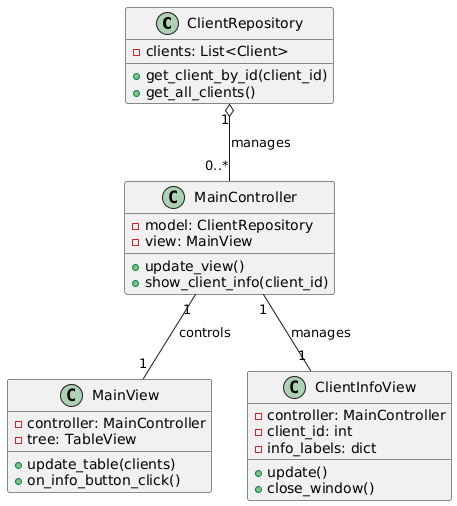 C ClientRepository
clients: List<Client>
get_client_by_id(client_id)
get_all_clients()
1
manages
0..*
C MainController
model: ClientRepository
view: MainView
update_view()
show_client_info(client_id)
1
1
controls
manages
1
1
C MainView
controller: MainController
tree: TableView
update_table(clients)
on_info_button_click()
C ClientInfoView
controller: MainController
client_id: int
info_labels: dict
update()
close_window()